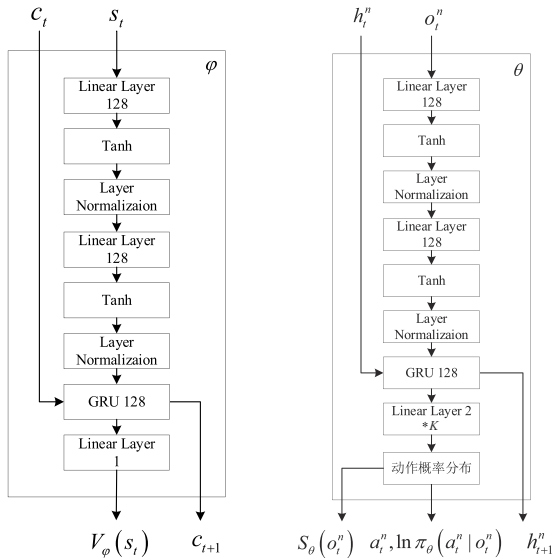 c_t
s_t
φ
Linear Layer
128
Tanh
Layer
Normalizaion
Linear Layer
128
Tanh
Layer
Normalizaion
GRU 128
Linear Layer
1
V_φ(s_t)
c_{t+1}
h_t^n
o_t^n
θ
Linear Layer
128
Tanh
Layer
Normalizaion
Linear Layer
128
Tanh
Layer
Normalizaion
GRU 128
Linear Layer 2
*K
动作概率分布
S_θ(o_t^n)
a_t^n, ln π_θ(a_t^n | o_t^n)
h_{t+1}^n